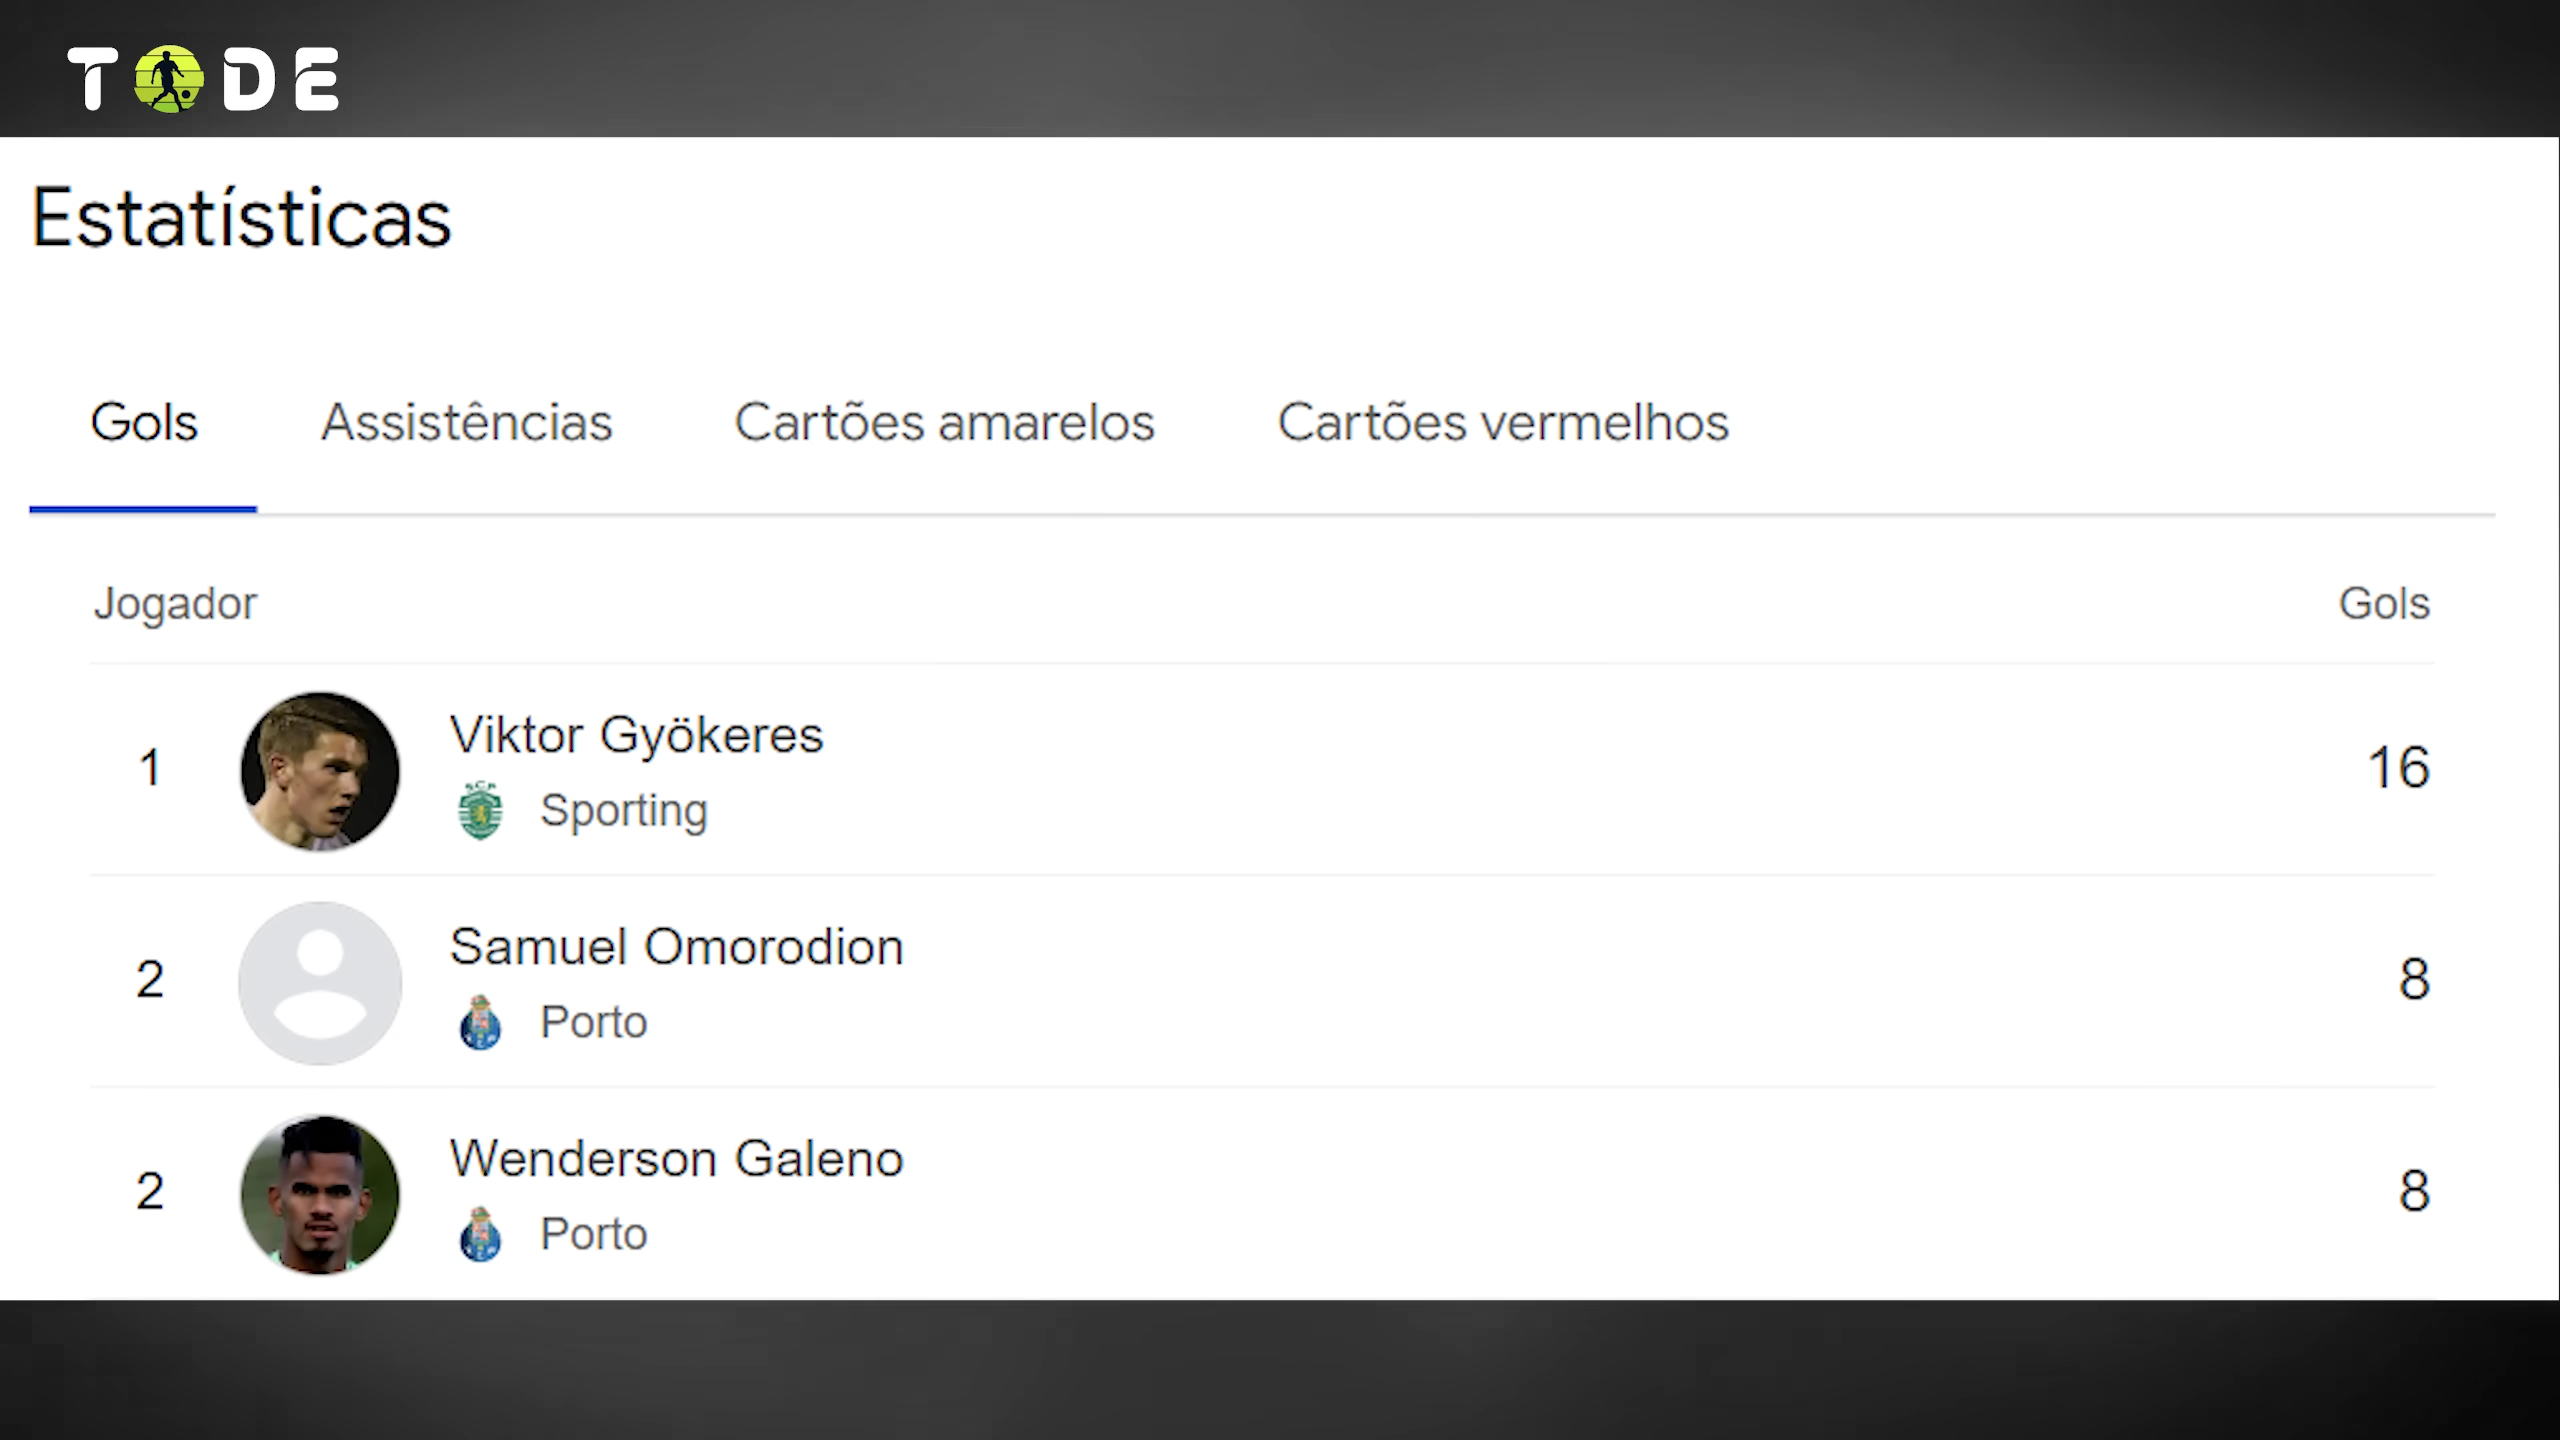 TODE
Estatísticas
Gols Assistências Cartões amarelos Cartões vermelhos
Jogador Gols
1 Viktor Gyökeres 16
Sporting
2 Samuel Omorodion 8
Porto
2 Wenderson Galeno 8
Porto